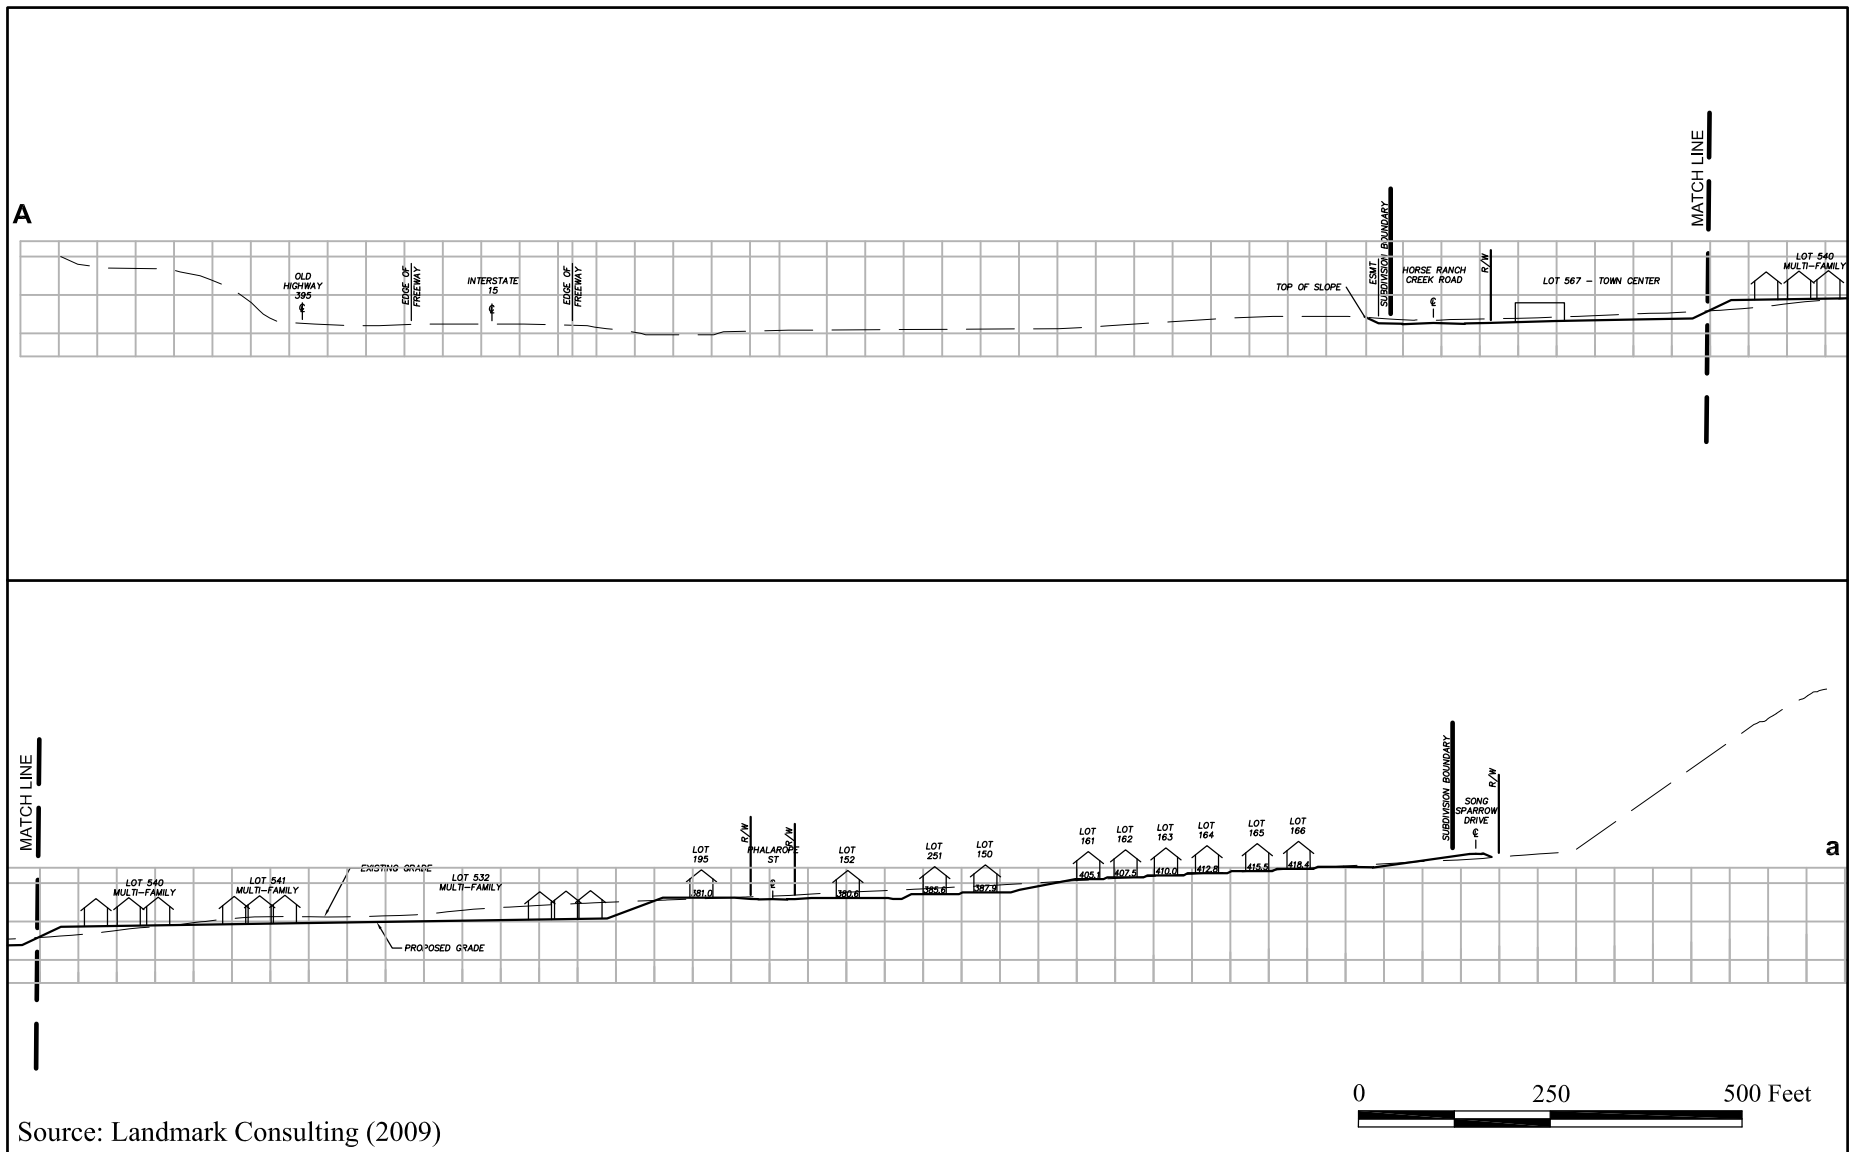 MATCH LINE
A
OLD
HIGHWAY
395
℄
EDGE OF
FREEWAY
INTERSTATE
15
℄
EDGE OF
FREEWAY
TOP OF SLOPE
ESMT
SUBDIVISION BOUNDARY
HORSE RANCH
CREEK ROAD
℄
R/W
LOT 567 - TOWN CENTER
LOT 540
MULTI-FAMILY
MATCH LINE
LOT 540
MULTI-FAMILY
LOT 541
MULTI-FAMILY
EXISTING GRADE
LOT 532
MULTI-FAMILY
PROPOSED GRADE
LOT
195
381.0
R/W
PHALAROPE
ST
R/W
LOT
152
380.6
LOT
251
385.6
LOT
150
387.9
LOT
161
405.1
LOT
162
407.5
LOT
163
410.0
LOT
164
412.8
LOT
165
415.5
LOT
166
418.4
SUBDIVISION BOUNDARY
SONG
SPARROW
DRIVE
℄
R/W
a
0 250 500 Feet
Source: Landmark Consulting (2009)